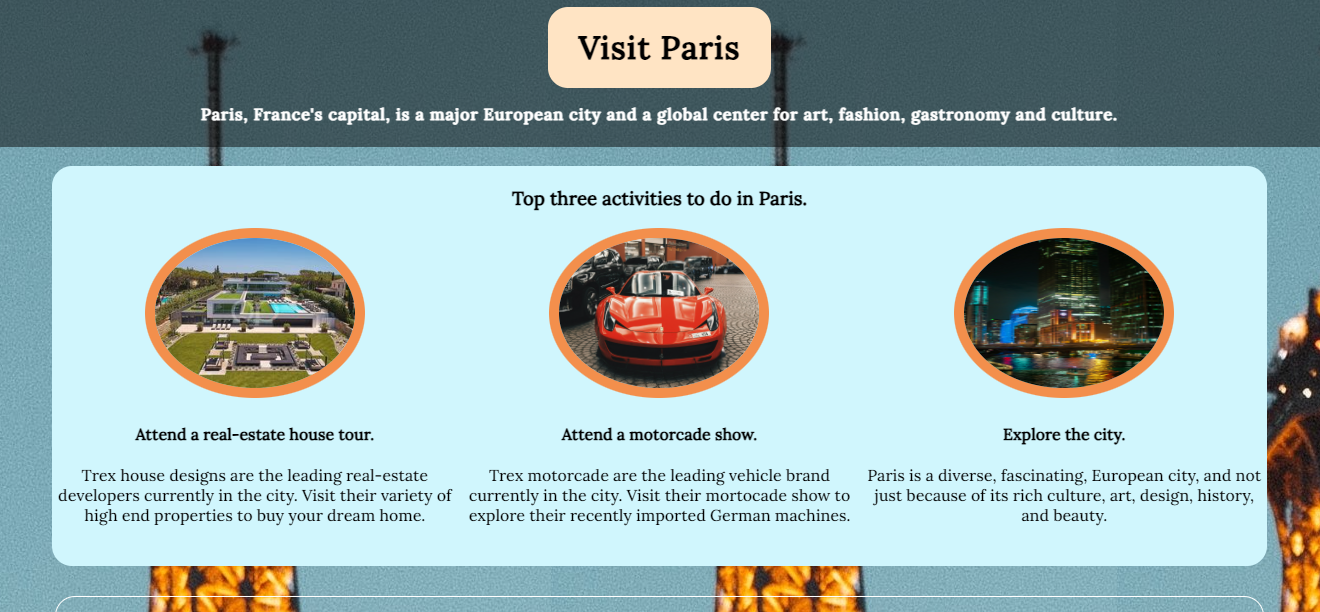 Visit Paris
Paris, France's capital, is a major European city and a global center for art, fashion, gastronomy and culture.
Top three activities to do in Paris.
Attend a real-estate house tour.
Trex house designs are the leading real-estate
developers currently in the city. Visit their variety of
high end properties to buy your dream home.
Attend a motorcade show.
Trex motorcade are the leading vehicle brand
currently in the city. Visit their mortocade show to
explore their recently imported German machines.
Explore the city.
Paris is a diverse, fascinating, European city, and not
just because of its rich culture, art, design, history,
and beauty.